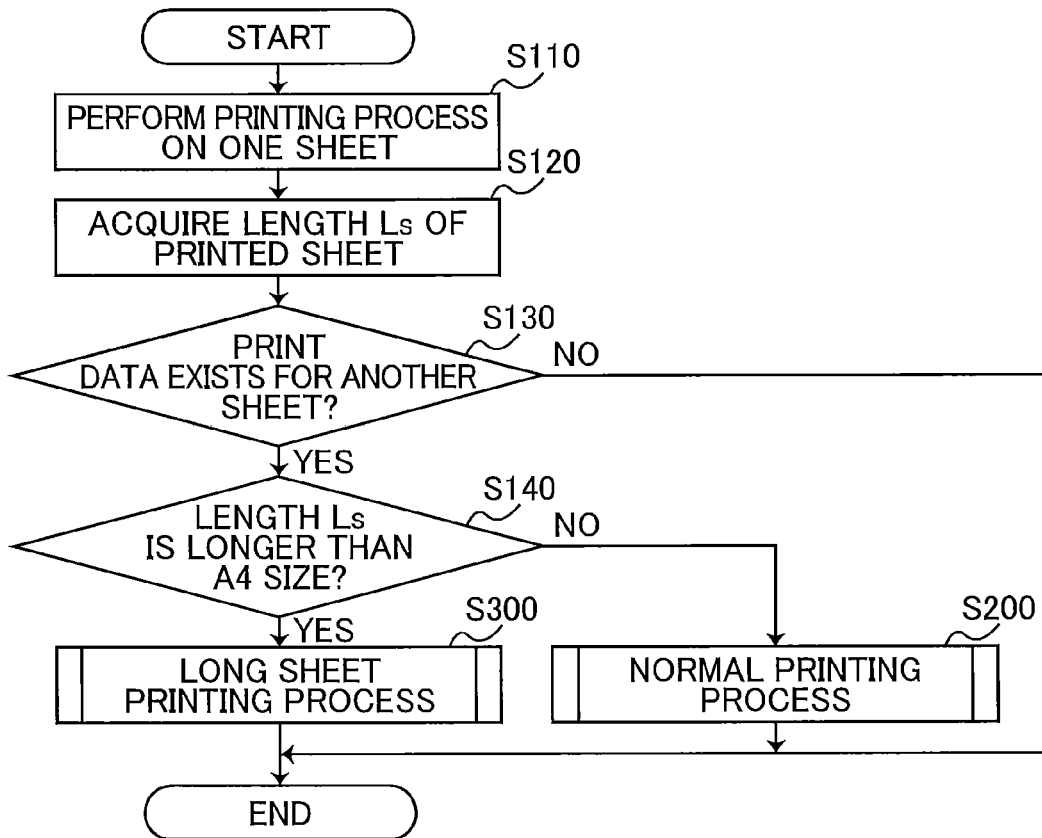 START
S110
PERFORM PRINTING PROCESS
ON ONE SHEET
S120
ACQUIRE LENGTH Ls OF
PRINTED SHEET
S130
PRINT
DATA EXISTS FOR ANOTHER
SHEET?
NO
YES
S140
LENGTH Ls
IS LONGER THAN
A4 SIZE?
NO
YES
S300
LONG SHEET
PRINTING PROCESS
S200
NORMAL PRINTING
PROCESS
END